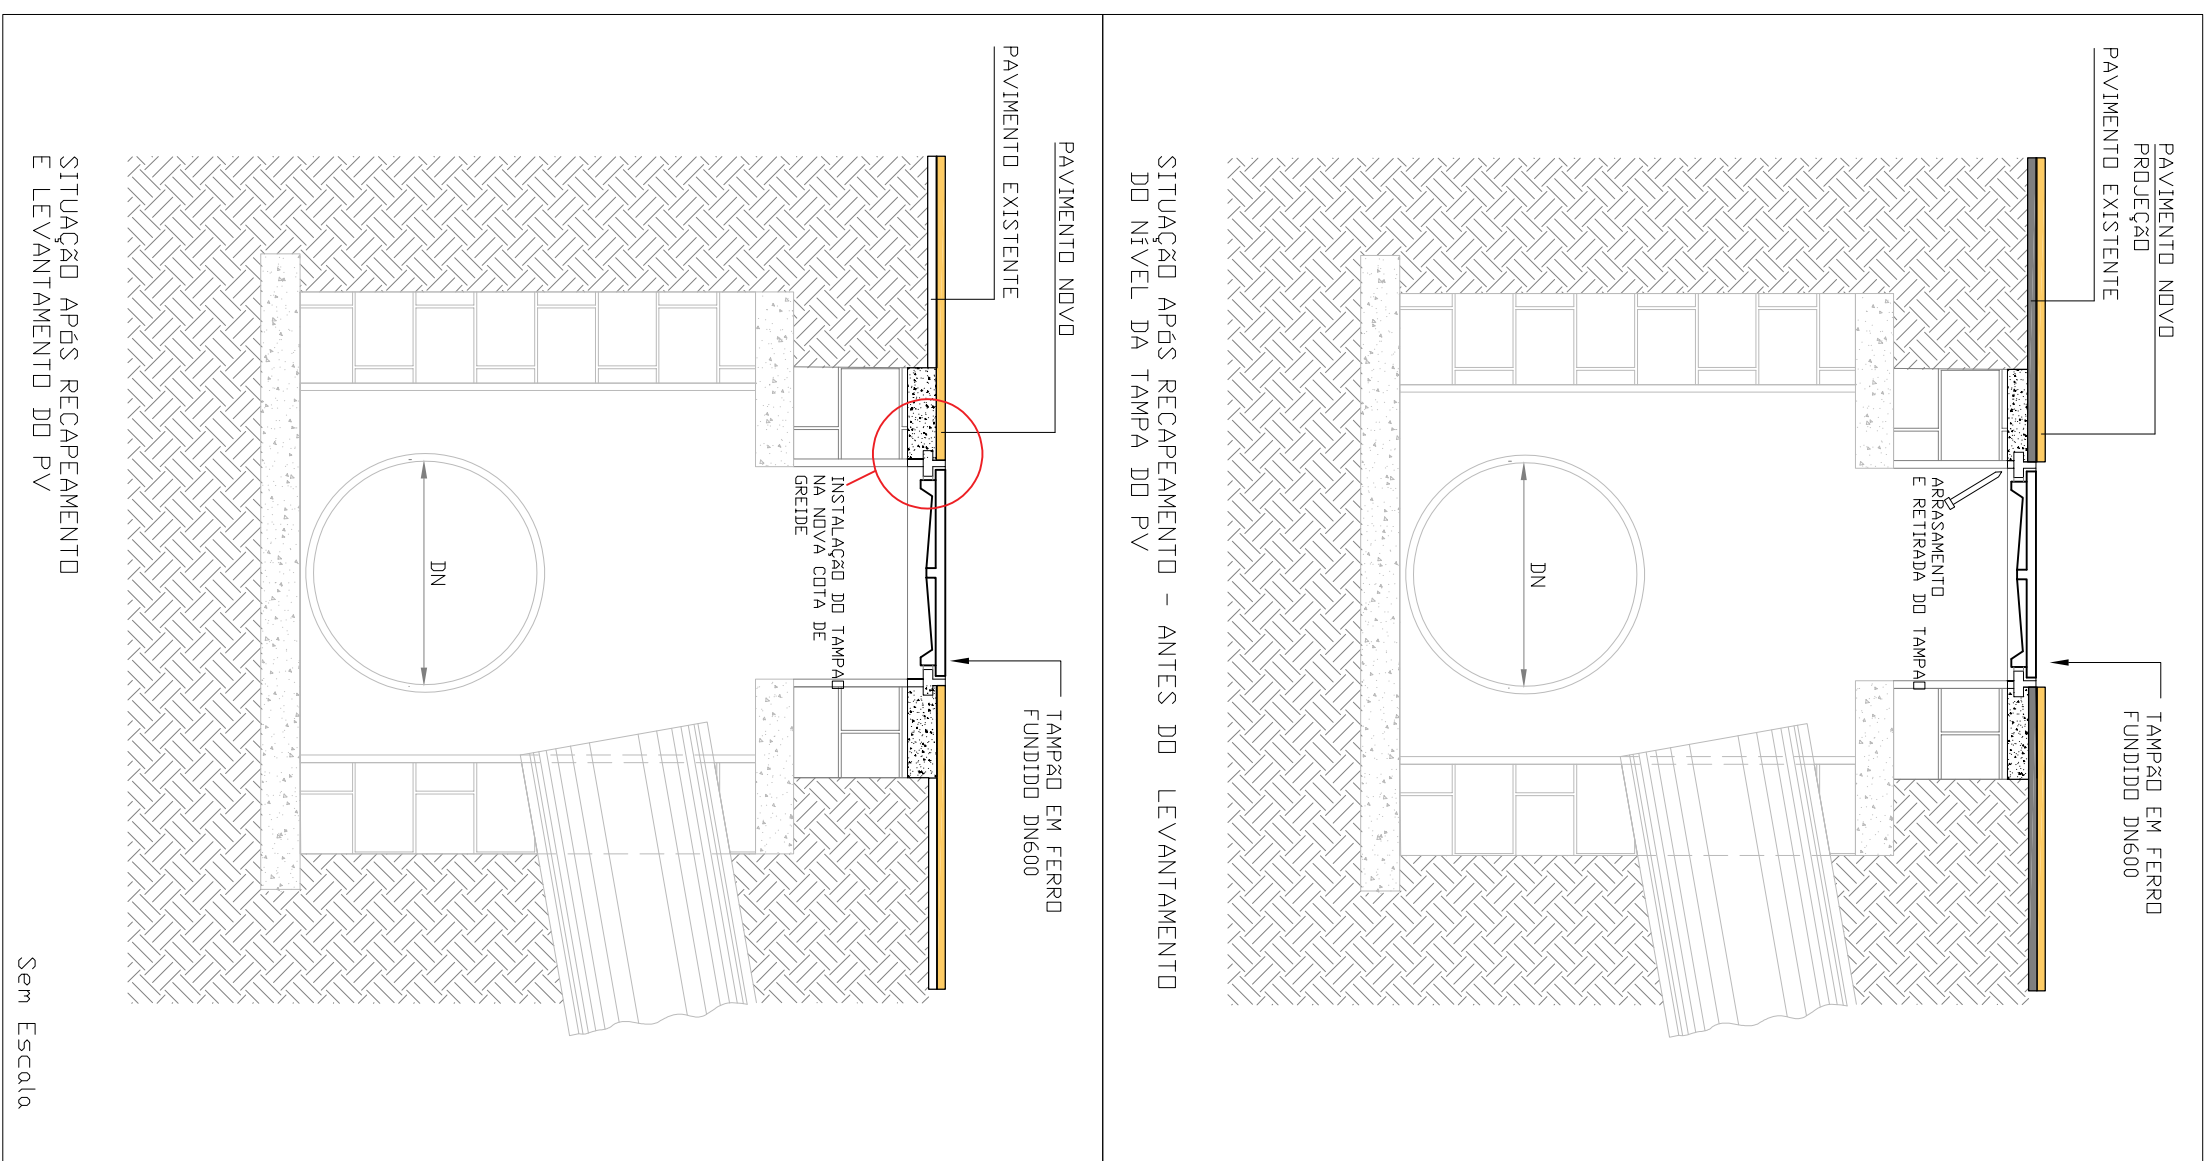 PAVIMENTO NOVO
PROJEÇÃO
PAVIMENTO EXISTENTE
TAMPÃO EM FERRO
FUNDIDO DN600
ARRASAMENTO
E RETIRADA DO TAMPÃO
DN
SITUAÇÃO APÓS RECAPEAMENTO - ANTES DO LEVANTAMENTO
DO NÍVEL DA TAMPA DO PV
PAVIMENTO NOVO
PAVIMENTO EXISTENTE
TAMPÃO EM FERRO
FUNDIDO DN600
INSTALAÇÃO DO TAMPÃO
NA NOVA COTA DE
GREIDE
DN
SITUAÇÃO APÓS RECAPEAMENTO
E LEVANTAMENTO DO PV
Sem Escala